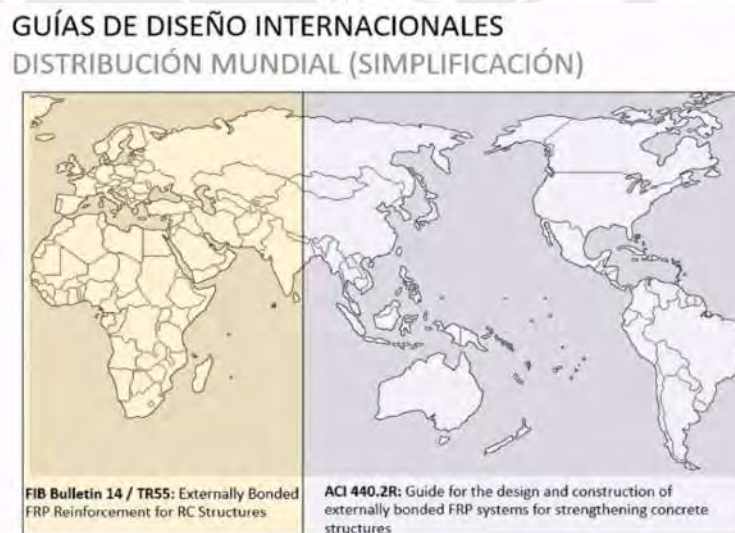 GUÍAS DE DISEÑO INTERNACIONALES
DISTRIBUCIÓN MUNDIAL (SIMPLIFICACIÓN)
FIB Bulletin 14 / TR55: Externally Bonded
FRP Reinforcement for RC Structures
ACI 440.2R: Guide for the design and construction of
externally bonded FRP systems for strengthening concrete
structures